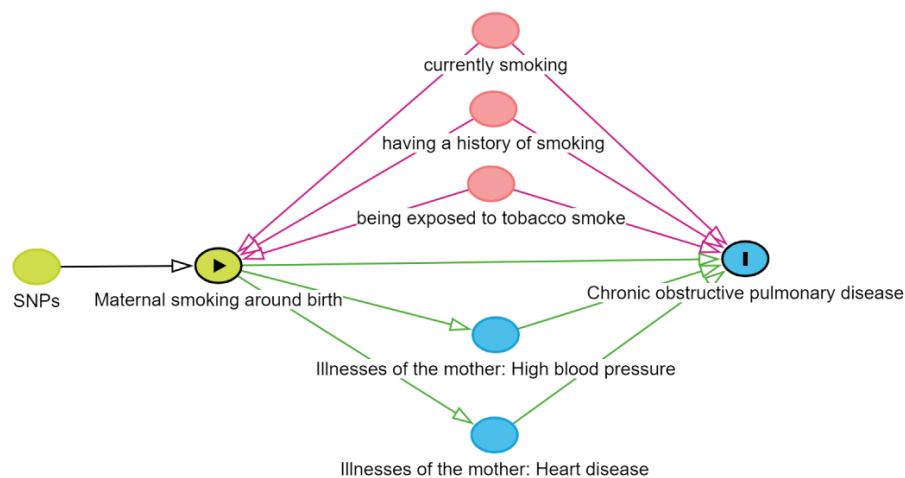 currently smoking
having a history of smoking
being exposed to tobacco smoke
SNPs
Maternal smoking around birth
Chronic obstructive pulmonary disease
Illnesses of the mother: High blood pressure
Illnesses of the mother: Heart disease